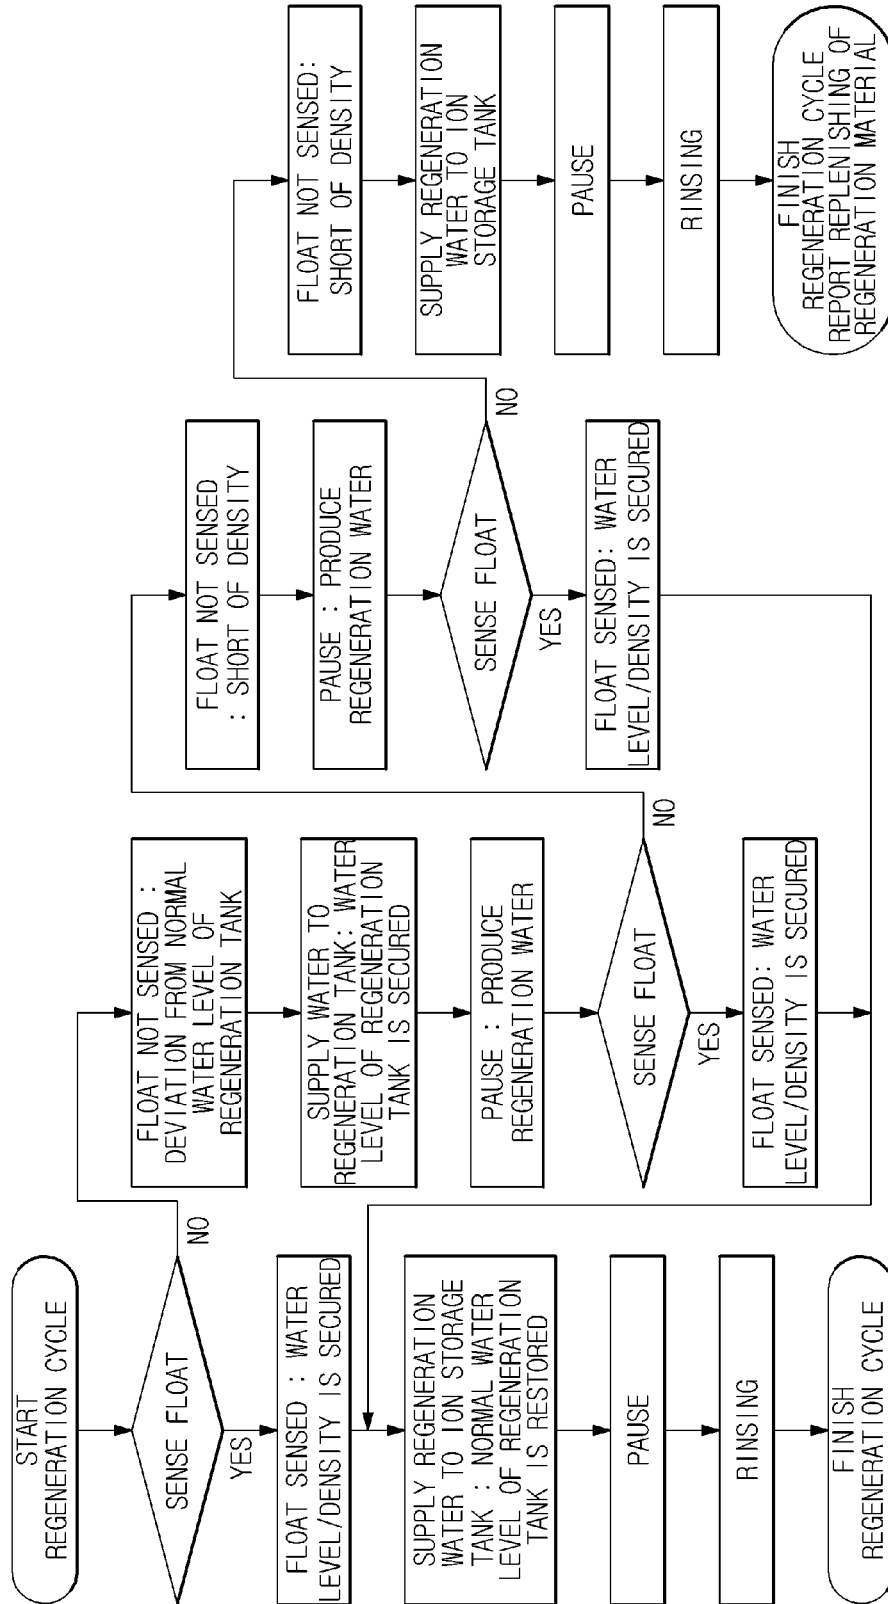 START
REGENERATION CYCLE
SENSE FLOAT
NO
YES
FLOAT SENSED : WATER
LEVEL/DENSITY IS SECURED
SUPPLY REGENERATION
WATER TO ION STORAGE
TANK : NORMAL WATER
LEVEL OF REGENERATION
TANK IS RESTORED
PAUSE
RINSING
FINISH
REGENERATION CYCLE
FLOAT NOT SENSED :
DEVIATION FROM NORMAL
WATER LEVEL OF
REGENERATION TANK
SUPPLY WATER TO
REGENERATION TANK: WATER
LEVEL OF REGENERATION
TANK IS SECURED
PAUSE : PRODUCE
REGENERATION WATER
SENSE FLOAT
NO
YES
FLOAT SENSED: WATER
LEVEL/DENSITY IS SECURED
FLOAT NOT SENSED
: SHORT OF DENSITY
PAUSE : PRODUCE
REGENERATION WATER
SENSE FLOAT
NO
YES
FLOAT SENSED: WATER
LEVEL/DENSITY IS SECURED
FLOAT NOT SENSED:
SHORT OF DENSITY
SUPPLY REGENERATION
WATER TO ION
STORAGE TANK
PAUSE
RINSING
FINISH
REGENERATION CYCLE
REPORT REPLENISHING OF
REGENERATION MATERIAL